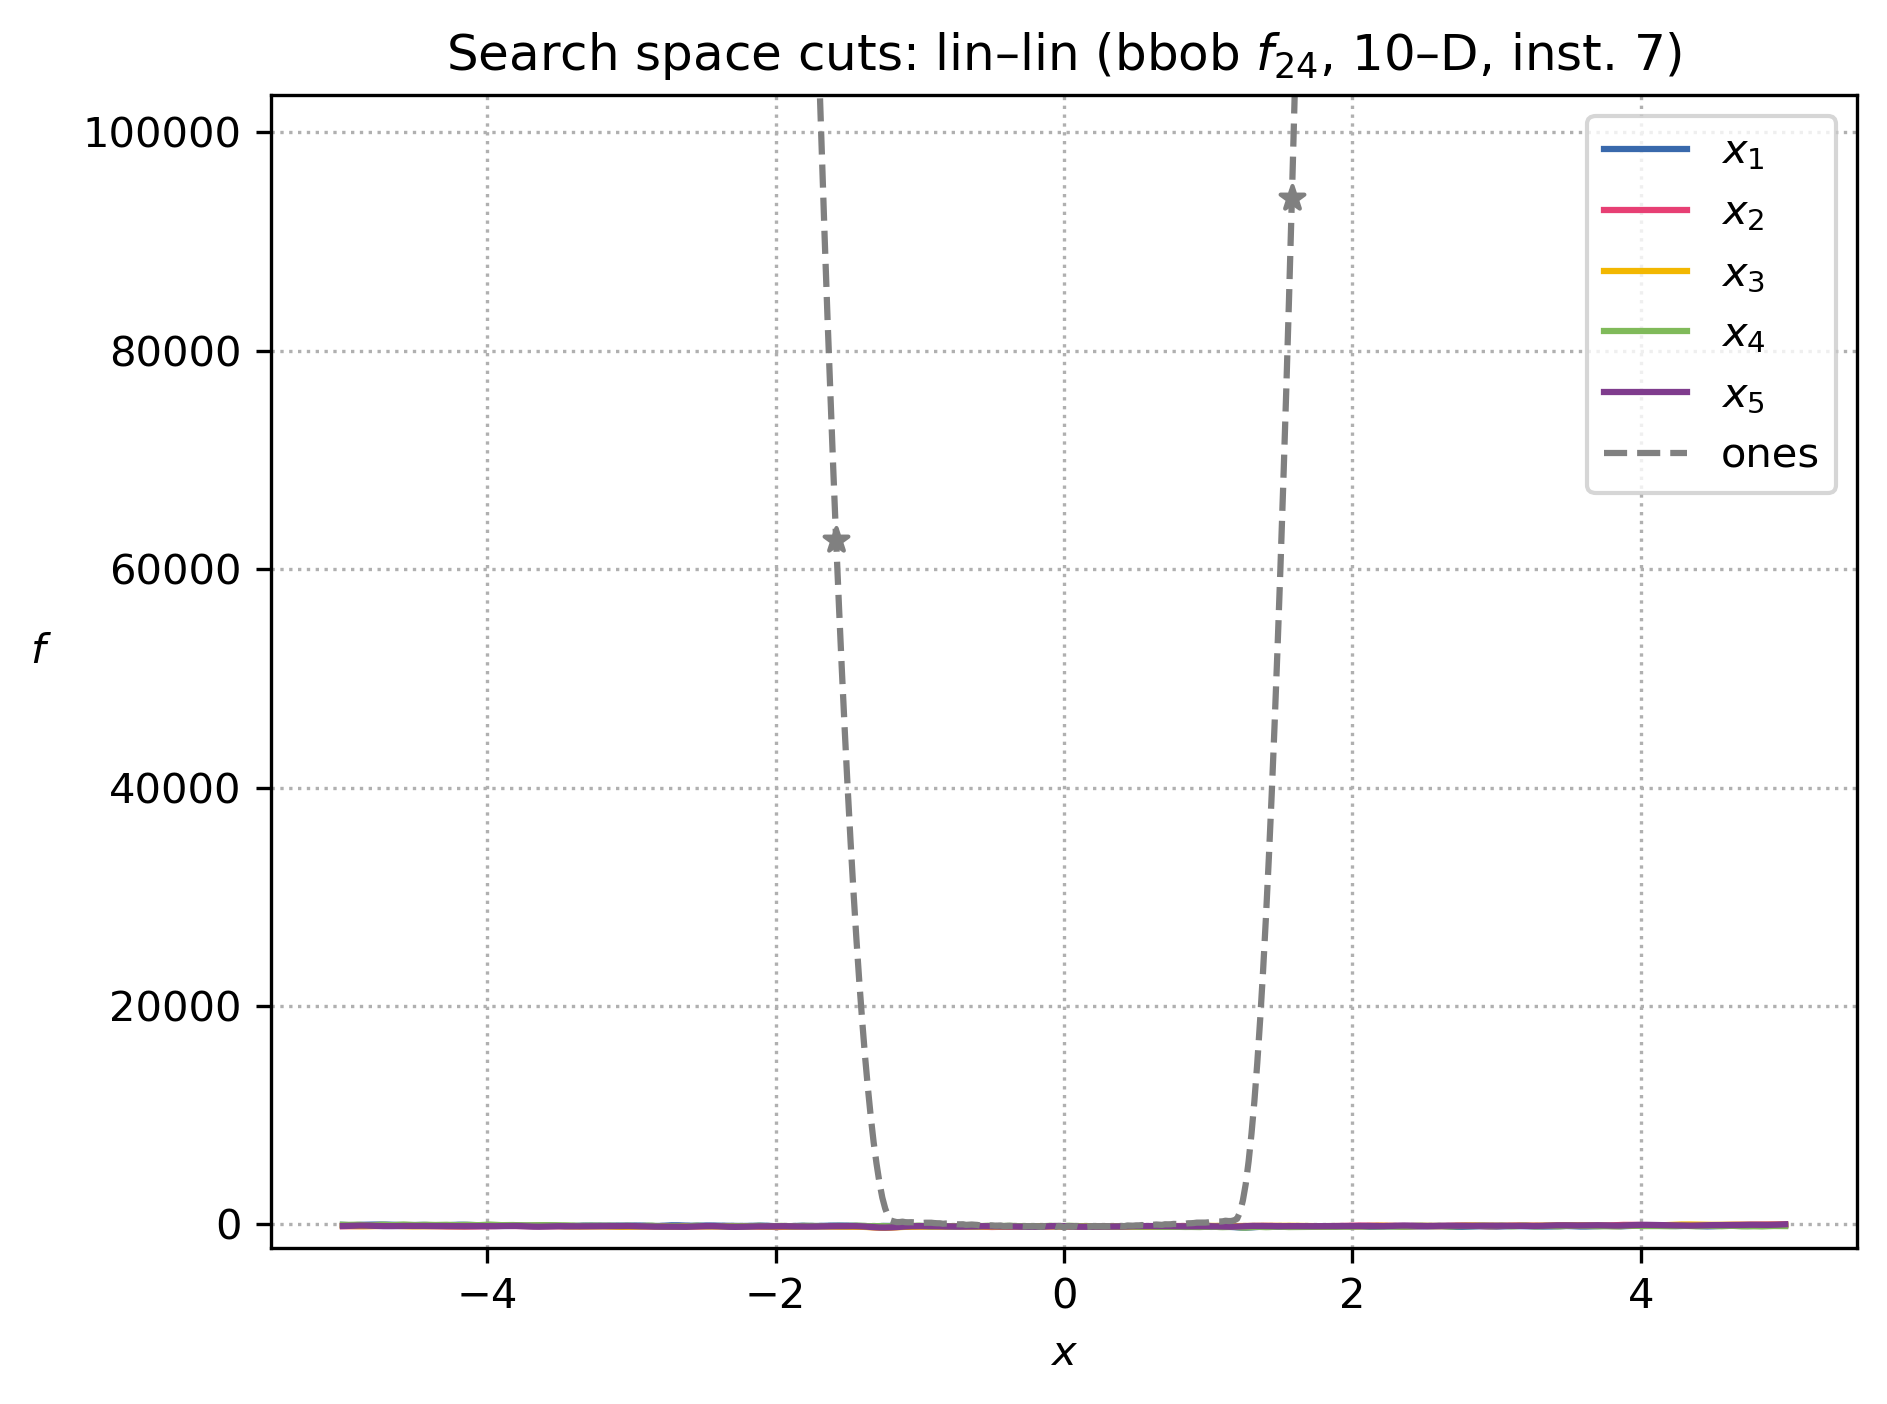 Search space cuts: lin–lin (bbob f₂₄, 10–D, inst. 7)
100000
80000
60000
40000
20000
0
f
−4
−2
0
2
4
x
x₁
x₂
x₃
x₄
x₅
ones